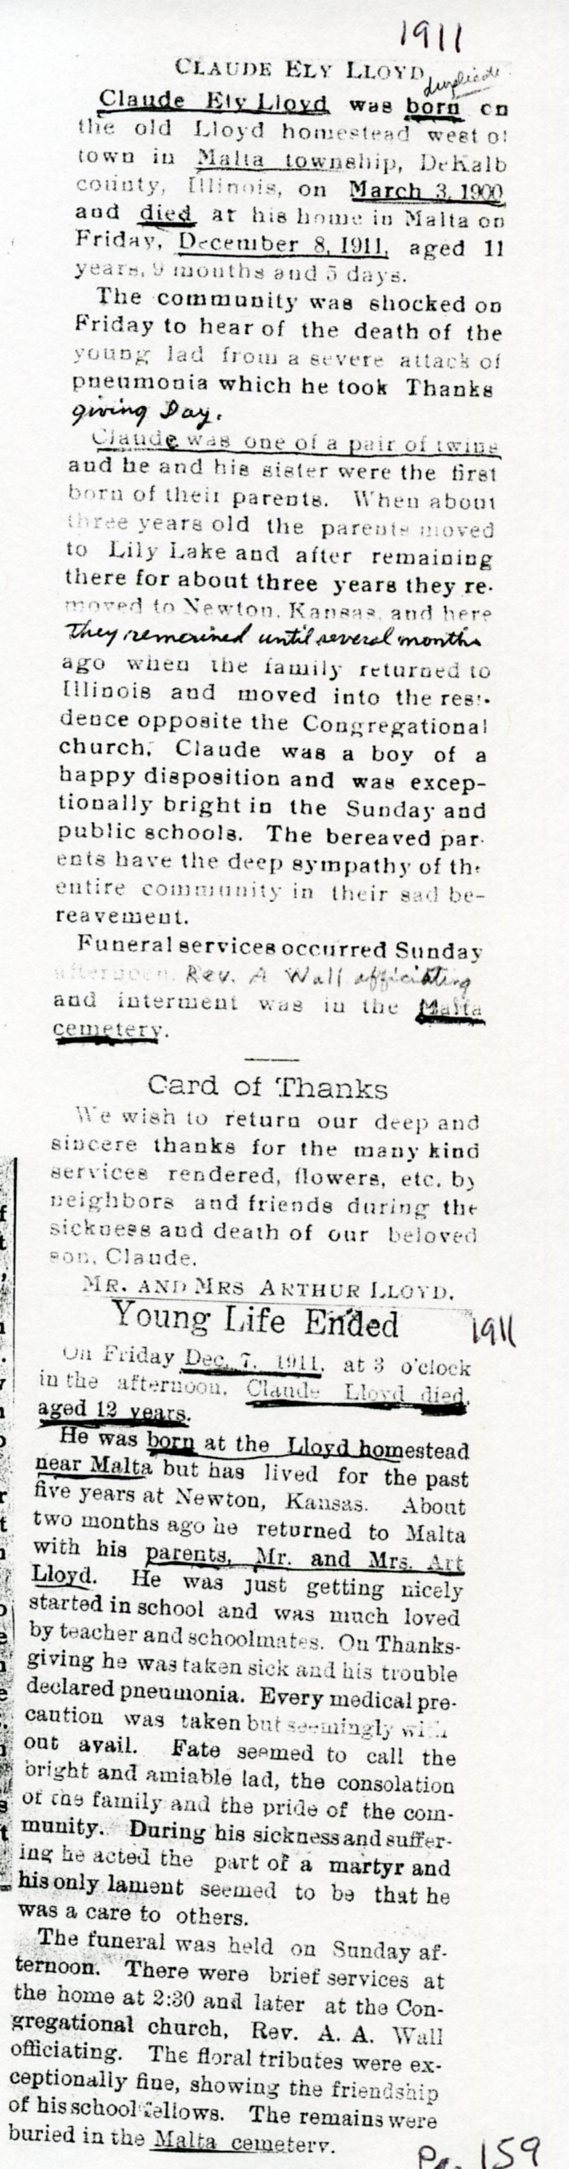 1911
CLAUDE ELY LLOYD
duplicate
Claude Ely Lloyd was born on
the old Lloyd homestead west of
town in Malta township, DeKalb
county, Illinois, on March 3, 1900
and died at his home in Malta on
Friday, December 8, 1911, aged 11
years, 9 months and 5 days.
The community was shocked on
Friday to hear of the death of the
young lad from a severe attack of
pneumonia which he took Thanks
giving Day.
Claude was one of a pair of twins
and he and his sister were the first
born of their parents. When about
three years old the parents moved
to Lily Lake and after remaining
there for about three years they re-
moved to Newton, Kansas, and here
they remained until several months
ago when the family returned to
Illinois and moved into the resi-
dence opposite the Congregational
church. Claude was a boy of a
happy disposition and was excep-
tionally bright in the Sunday and
public schools. The bereaved par-
ents have the deep sympathy of the
entire community in their sad be-
reavement.
Funeral services occurred Sunday
afternoon, Rev. A Wall officiating
and interment was in the Malta
cemetery.
Card of Thanks
We wish to return our deep and
sincere thanks for the many kind
services rendered, flowers, etc. by
neighbors and friends during the
sickness and death of our beloved
son, Claude.
MR. AND MRS ARTHUR LLOYD.
Young Life Ended
1911
On Friday Dec. 7, 1911, at 3 o'clock
in the afternoon, Claude Lloyd died,
aged 12 years.
He was born at the Lloyd homestead
near Malta but has lived for the past
five years at Newton, Kansas. About
two months ago he returned to Malta
with his parents, Mr. and Mrs. Art
Lloyd. He was just getting nicely
started in school and was much loved
by teacher and schoolmates. On Thanks-
giving he was taken sick and his trouble
declared pneumonia. Every medical pre-
caution was taken but seemingly with
out avail. Fate seemed to call the
bright and amiable lad, the consolation
of the family and the pride of the com-
munity. During his sickness and suffer-
ing he acted the part of a martyr and
his only lament seemed to be that he
was a care to others.
The funeral was held on Sunday af-
ternoon. There were brief services at
the home at 2:30 and later at the Con-
gregational church, Rev. A. A. Wall
officiating. The floral tributes were ex-
ceptionally fine, showing the friendship
of his school fellows. The remains were
buried in the Malta cemetery.
Pg. 159